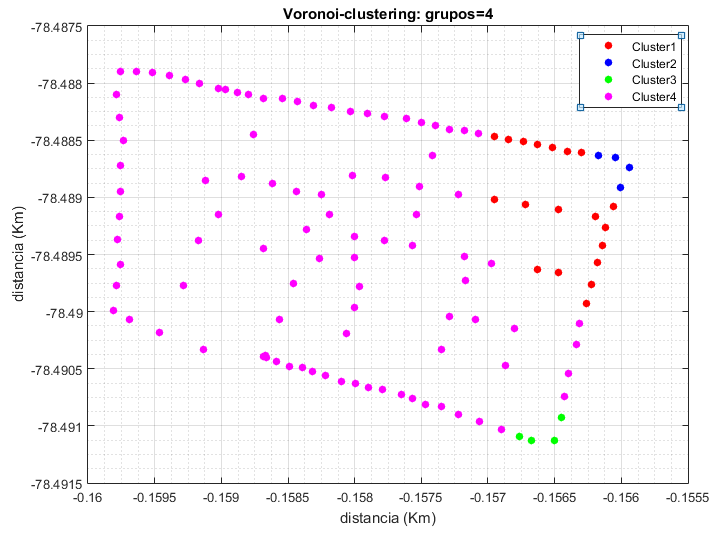 Voronoi-clustering: grupos=4
Cluster1
Cluster2
Cluster3
Cluster4
-78.4875
-78.488
-78.4885
-78.489
-78.4895
-78.49
-78.4905
-78.491
-78.4915
distancia (Km)
-0.16
-0.1595
-0.159
-0.1585
-0.158
-0.1575
-0.157
-0.1565
-0.156
-0.1555
distancia (Km)